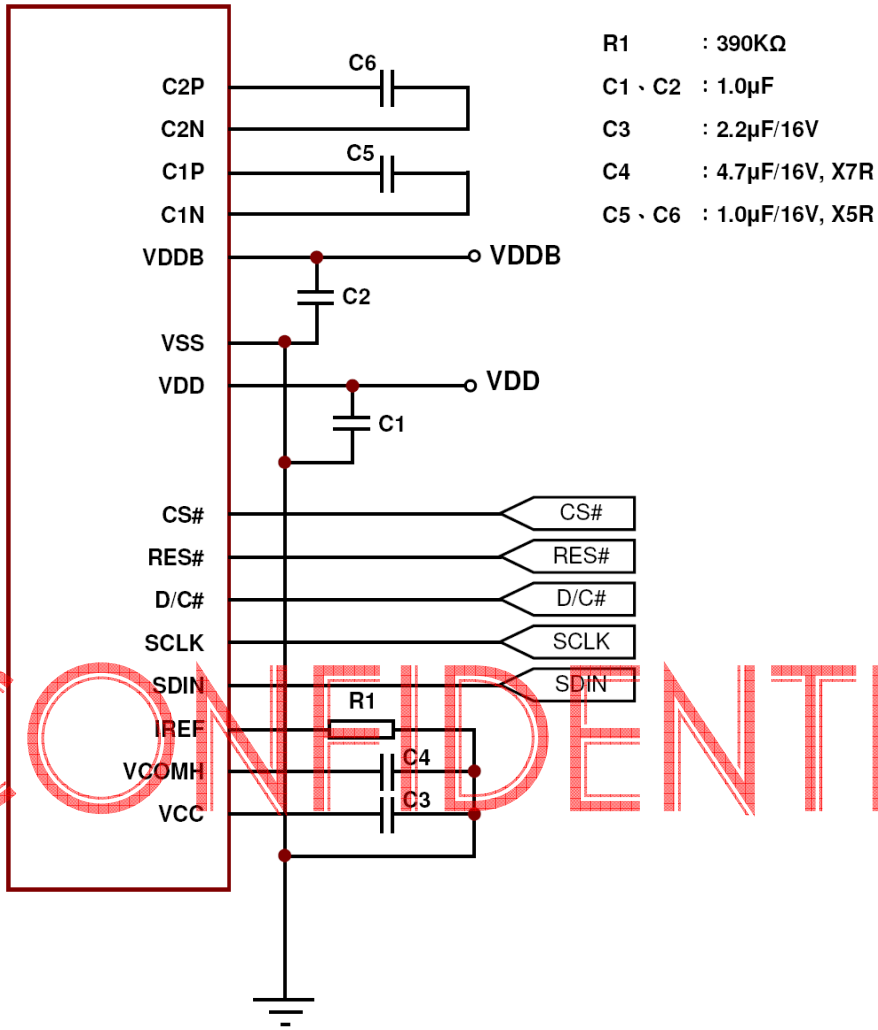 R1 : 390KΩ
C1、C2 : 1.0µF
C3 : 2.2µF/16V
C4 : 4.7µF/16V, X7R
C5、C6 : 1.0µF/16V, X5R
C6
C2P
C2N
C5
C1P
C1N
VDDB
VDDB
C2
VSS
VDD
VDD
C1
CS#
CS#
RES#
RES#
D/C#
D/C#
SCLK
SCLK
SDIN
SDIN
R1
IREF
C4
VCOMH
C3
VCC
CONFIDENTI